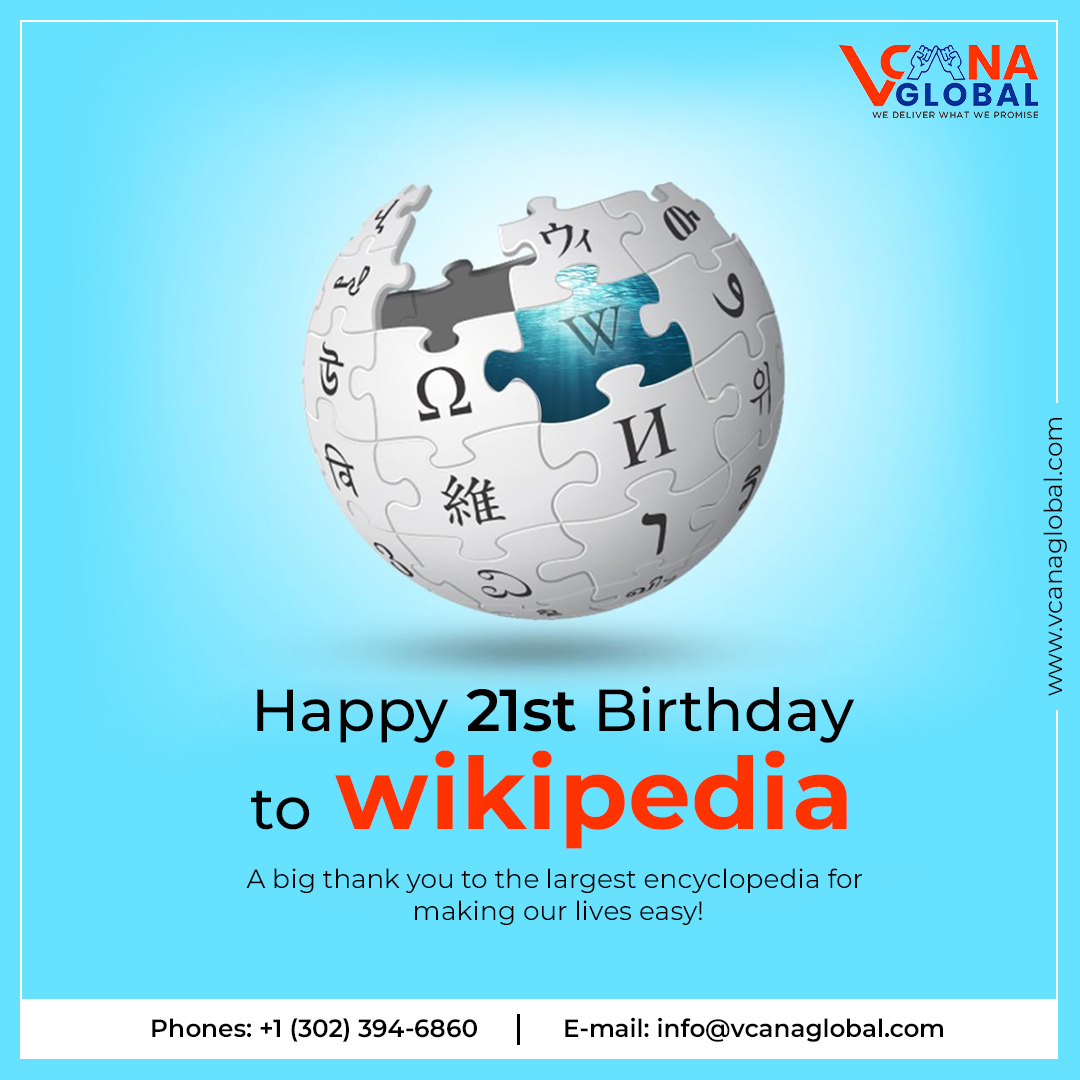 VCANA
GLOBAL
WE DELIVER WHAT WE PROMISE
ウィ
W
Ω
И
위
উ
वि
維
و
י
www.vcanaglobal.com
Happy 21st Birthday
to wikipedia
A big thank you to the largest encyclopedia for
making our lives easy!
Phones: +1 (302) 394-6860 | E-mail: info@vcanaglobal.com